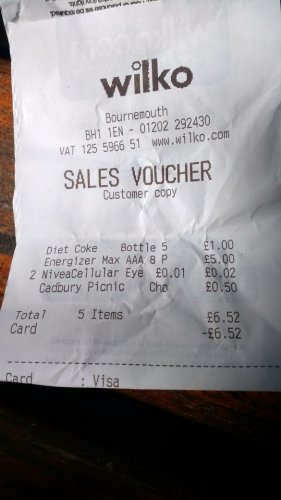 wilko
Bournemouth
BH1 1EN - 01202 292430
VAT 125 5966 51 www.wilko.com
SALES VOUCHER
Customer copy
Diet Coke Bottle 5 £1.00
Energizer Max AAA 8 P £5.00
2 NiveaCellular Eye £0.01 £0.02
Cadbury Picnic Cho £0.50
Total 5 Items £6.52
Card -£6.52
Card : Visa